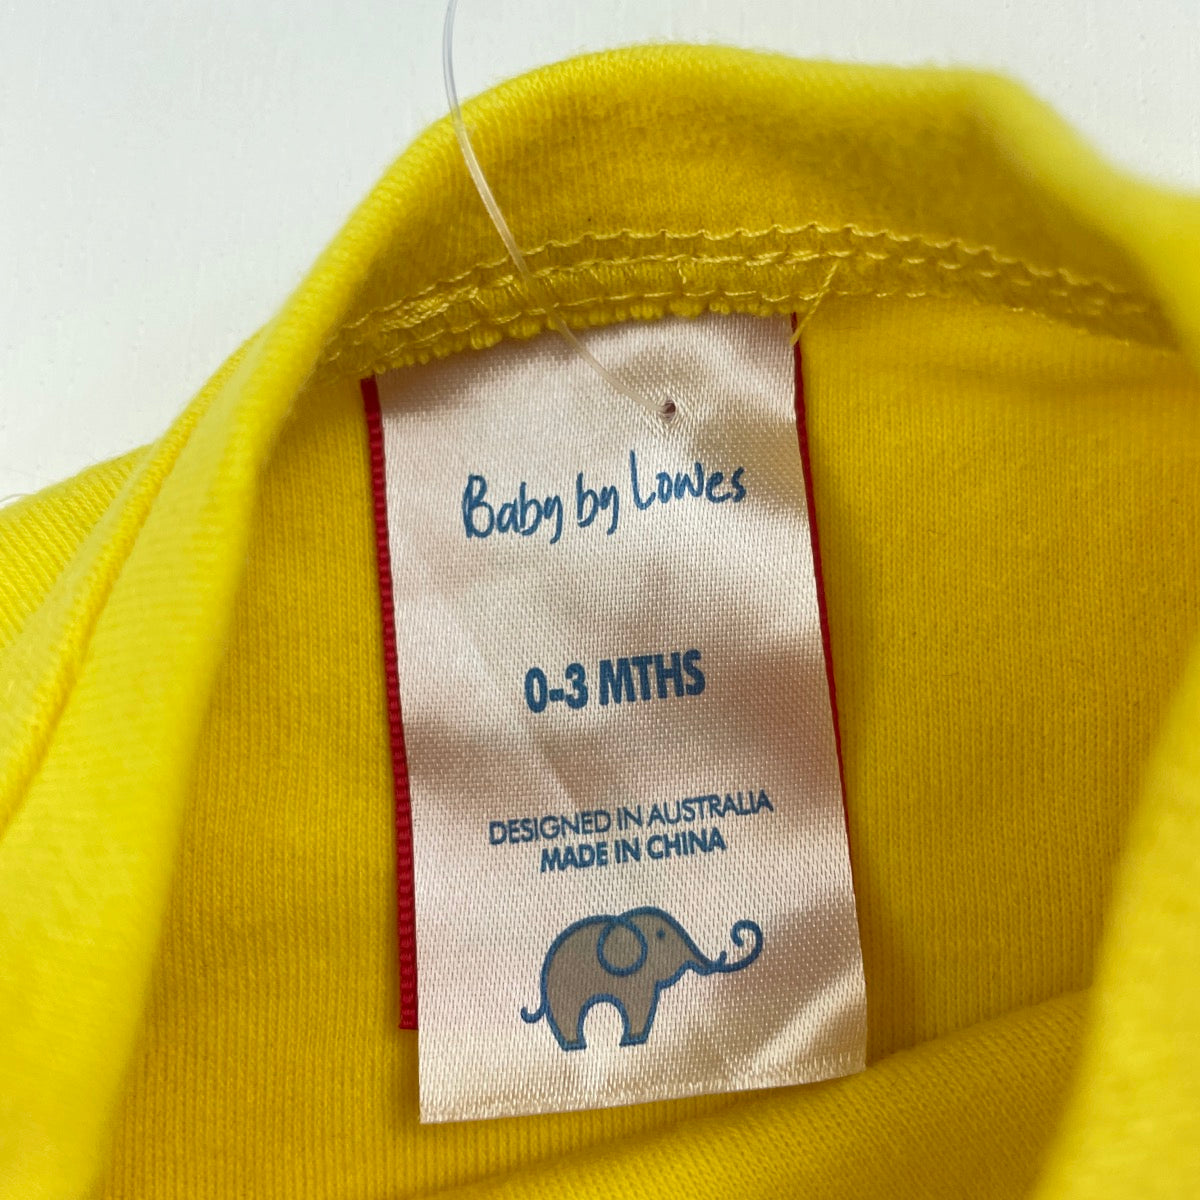 Baby by Lowes
0-3 MTHS
DESIGNED IN AUSTRALIA
MADE IN CHINA